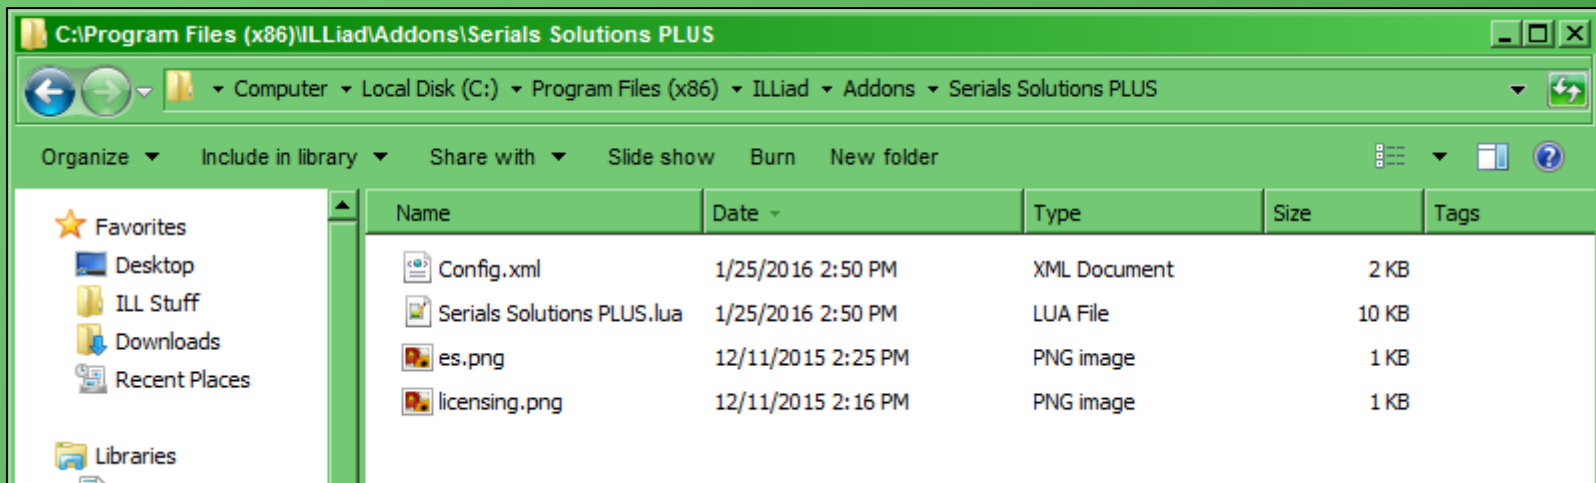 C:\Program Files (x86)\ILLiad\Addons\Serials Solutions PLUS
Computer Local Disk (C:) Program Files (x86) ILLiad Addons Serials Solutions PLUS
Organize Include in library Share with Slide show Burn New folder
Name Date Type Size Tags
Favorites
Desktop
ILL Stuff
Downloads
Recent Places
Libraries
Config.xml 1/25/2016 2:50 PM XML Document 2 KB
Serials Solutions PLUS.lua 1/25/2016 2:50 PM LUA File 10 KB
es.png 12/11/2015 2:25 PM PNG image 1 KB
licensing.png 12/11/2015 2:16 PM PNG image 1 KB